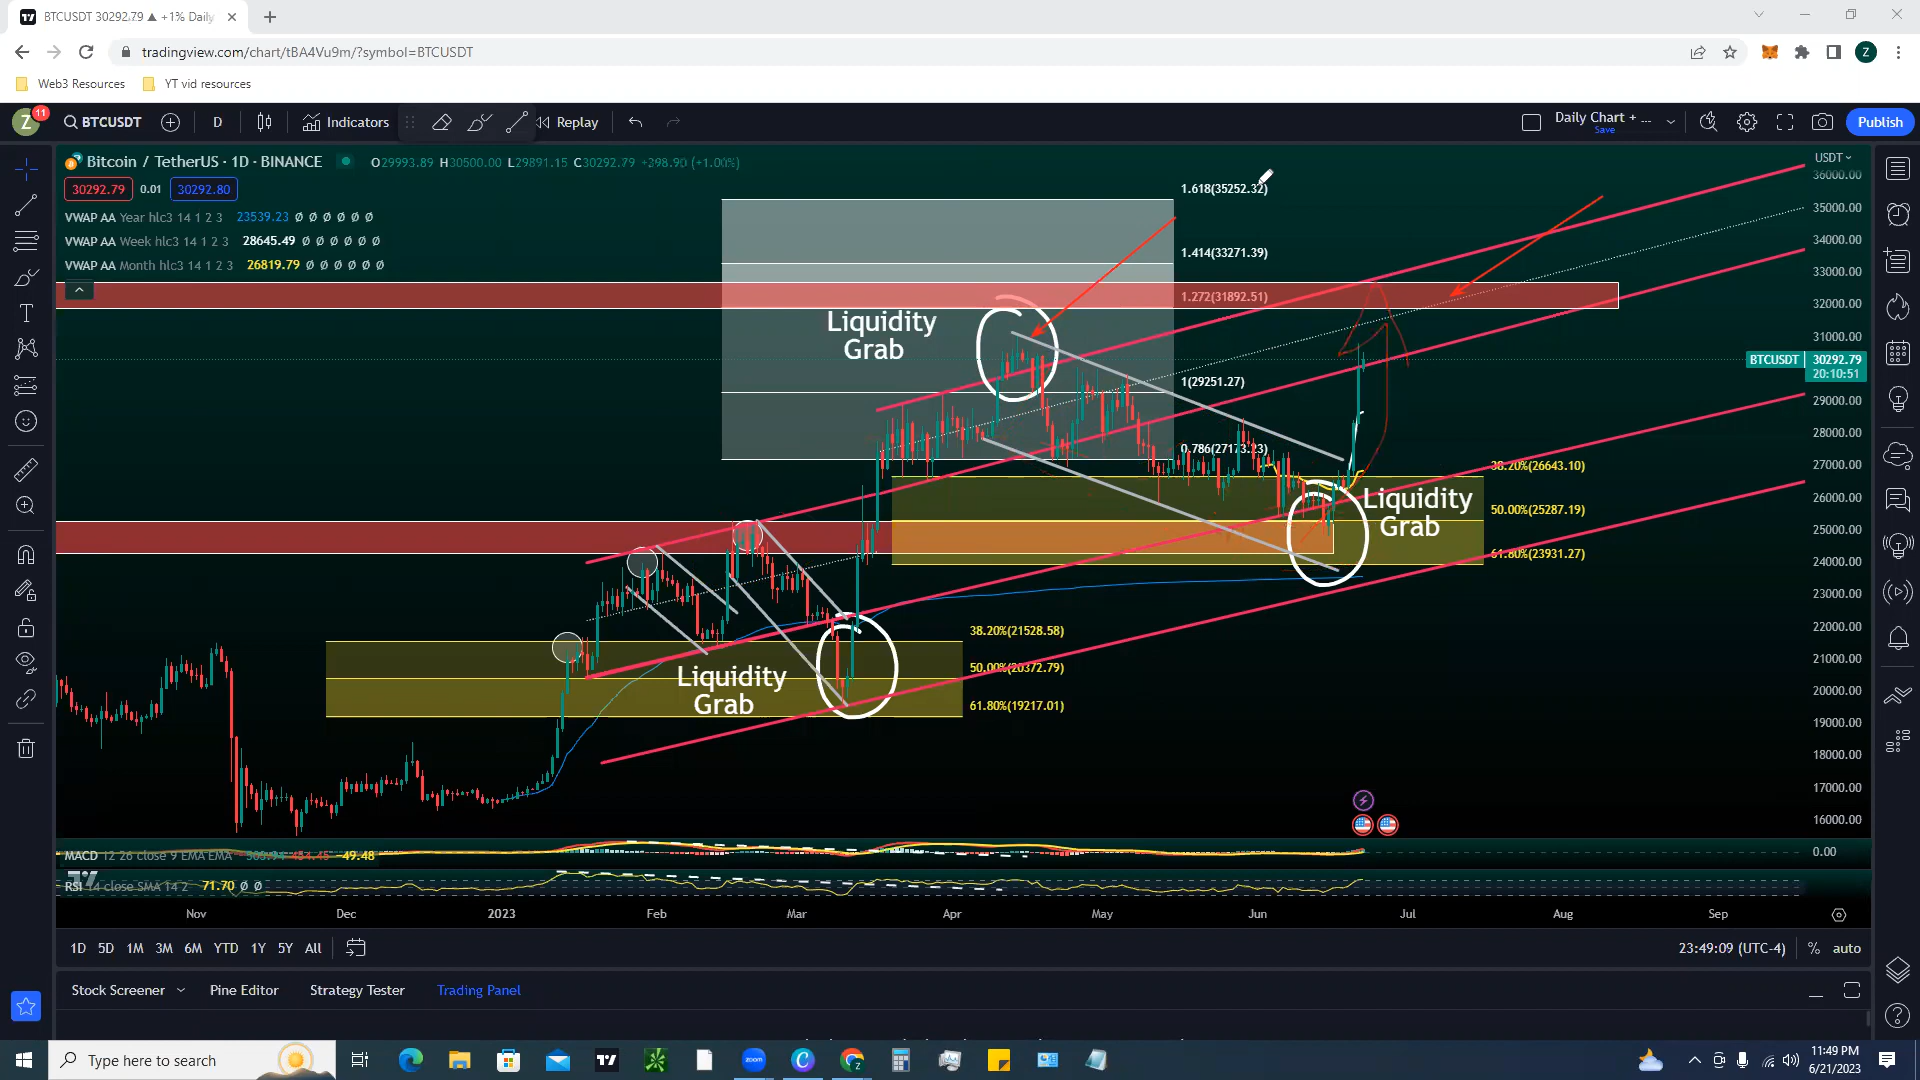 BTCUSDT 30292.79 ▲ +1% Daily
tradingview.com/chart/tBA4Vu9m/?symbol=BTCUSDT
Z
Web3 Resources
YT vid resources
Z
11
BTCUSDT
D
Indicators
Replay
Daily Chart + ...
Save
Publish
Bitcoin / TetherUS · 1D · BINANCE
O29993.89 H30500.00 L29891.15 C30292.79 +298.90 (+1.00%)
30292.79
0.01
30292.80
VWAP AA Year hlc3 14 1 2 3 23539.23 Ø Ø Ø Ø Ø Ø
VWAP AA Week hlc3 14 1 2 3 28645.49 Ø Ø Ø Ø Ø Ø
VWAP AA Month hlc3 14 1 2 3 26819.79 Ø Ø Ø Ø Ø Ø
USDT
36000.00
35000.00
34000.00
33000.00
32000.00
31000.00
BTCUSDT
30292.79
20:10:51
29000.00
28000.00
27000.00
26000.00
25000.00
24000.00
23000.00
22000.00
21000.00
20000.00
19000.00
18000.00
17000.00
16000.00
0.00
1.618(35252.32)
1.414(33271.39)
1.272(31892.51)
1(29251.27)
0.786(27173.23)
Liquidity
Grab
38.20%(26643.10)
50.00%(25287.19)
61.80%(23931.27)
Liquidity
Grab
38.20%(21528.58)
50.00%(20372.79)
61.80%(19217.01)
Liquidity
Grab
MACD 12 26 close 9 EMA EMA
-49.48
RSI 14 close SMA 14 2 71.70 Ø Ø
Nov
Dec
2023
Feb
Mar
Apr
May
Jun
Jul
Aug
Sep
1D
5D
1M
3M
6M
YTD
1Y
5Y
All
23:49:09 (UTC-4)
%
auto
Stock Screener
Pine Editor
Strategy Tester
Trading Panel
Type here to search
zoom
11:49 PM
6/21/2023